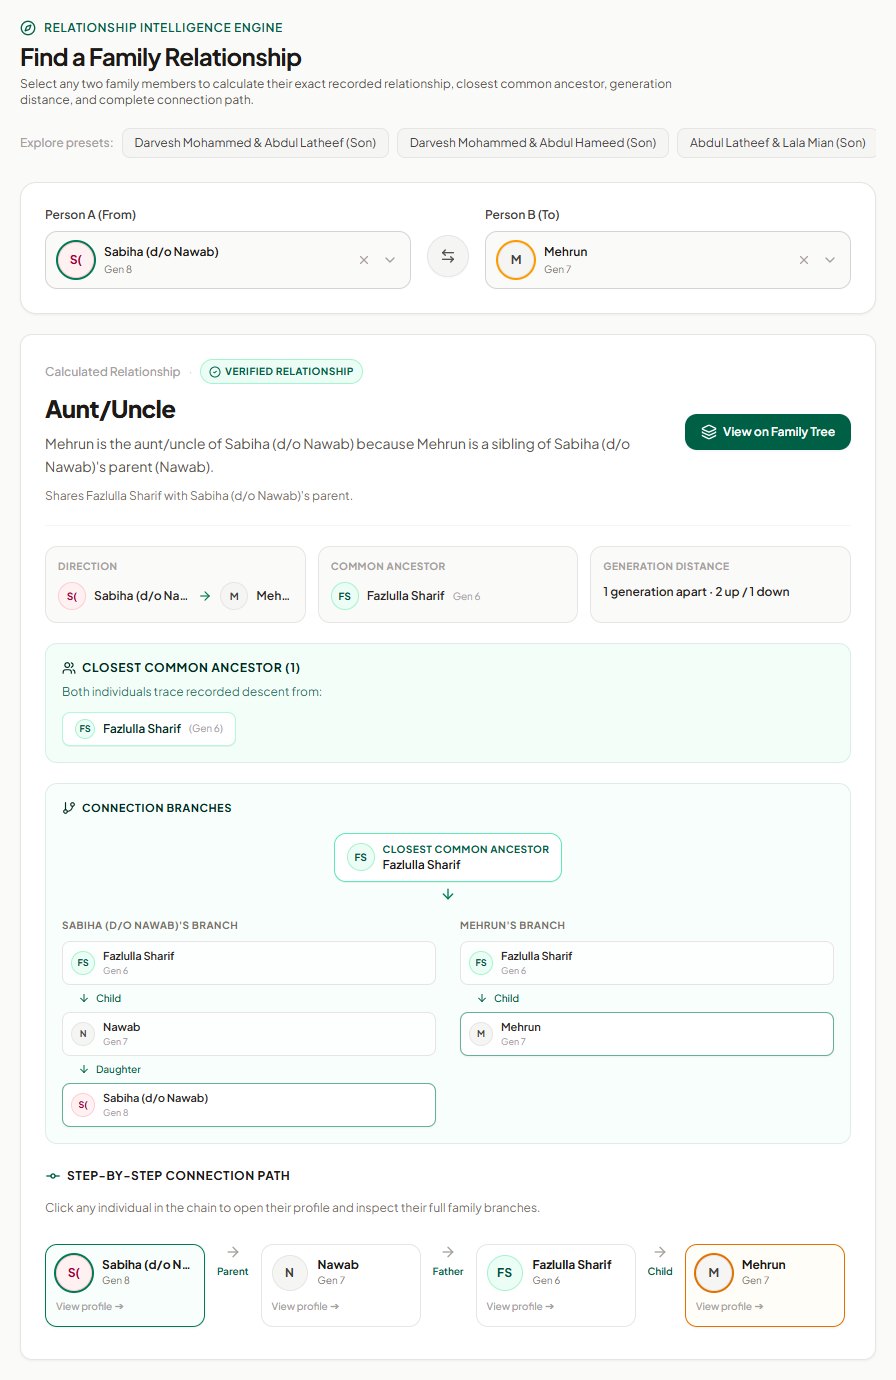 RELATIONSHIP INTELLIGENCE ENGINE
Find a Family Relationship
Select any two family members to calculate their exact recorded relationship, closest common ancestor, generation
distance, and complete connection path.
Explore presets:
Darvesh Mohammed & Abdul Latheef (Son)
Darvesh Mohammed & Abdul Hameed (Son)
Abdul Latheef & Lala Mian (Son)
Person A (From)
S(
Sabiha (d/o Nawab)
Gen 8
Person B (To)
M
Mehrun
Gen 7
Calculated Relationship ·
VERIFIED RELATIONSHIP
Aunt/Uncle
Mehrun is the aunt/uncle of Sabiha (d/o Nawab) because Mehrun is a sibling of Sabiha (d/o
Nawab)'s parent (Nawab).
Shares Fazlulla Sharif with Sabiha (d/o Nawab)'s parent.
View on Family Tree
DIRECTION
S(
Sabiha (d/o Na...
→
M
Meh...
COMMON ANCESTOR
FS
Fazlulla Sharif
Gen 6
GENERATION DISTANCE
1 generation apart · 2 up / 1 down
CLOSEST COMMON ANCESTOR (1)
Both individuals trace recorded descent from:
FS
Fazlulla Sharif
(Gen 6)
CONNECTION BRANCHES
FS
CLOSEST COMMON ANCESTOR
Fazlulla Sharif
SABIHA (D/O NAWAB)'S BRANCH
FS
Fazlulla Sharif
Gen 6
↓ Child
N
Nawab
Gen 7
↓ Daughter
S(
Sabiha (d/o Nawab)
Gen 8
MEHRUN'S BRANCH
FS
Fazlulla Sharif
Gen 6
↓ Child
M
Mehrun
Gen 7
STEP-BY-STEP CONNECTION PATH
Click any individual in the chain to open their profile and inspect their full family branches.
S(
Sabiha (d/o N...
Gen 8
View profile →
→
Parent
N
Nawab
Gen 7
View profile →
→
Father
FS
Fazlulla Sharif
Gen 6
View profile →
→
Child
M
Mehrun
Gen 7
View profile →